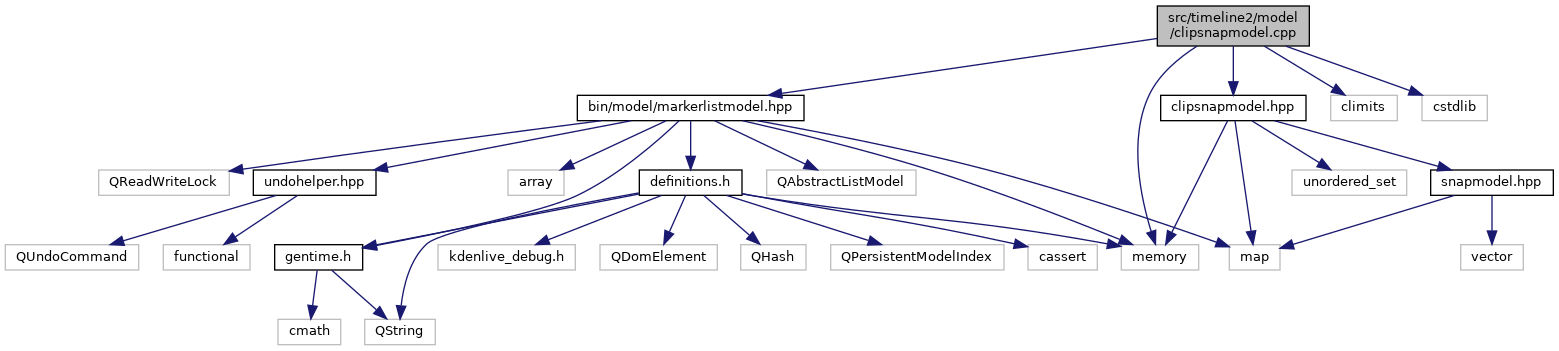 src/timeline2/model
/clipsnapmodel.cpp
bin/model/markerlistmodel.hpp
clipsnapmodel.hpp
climits
cstdlib
QReadWriteLock
undohelper.hpp
array
definitions.h
QAbstractListModel
unordered_set
snapmodel.hpp
QUndoCommand
functional
gentime.h
kdenlive_debug.h
QDomElement
QHash
QPersistentModelIndex
cassert
memory
map
vector
cmath
QString